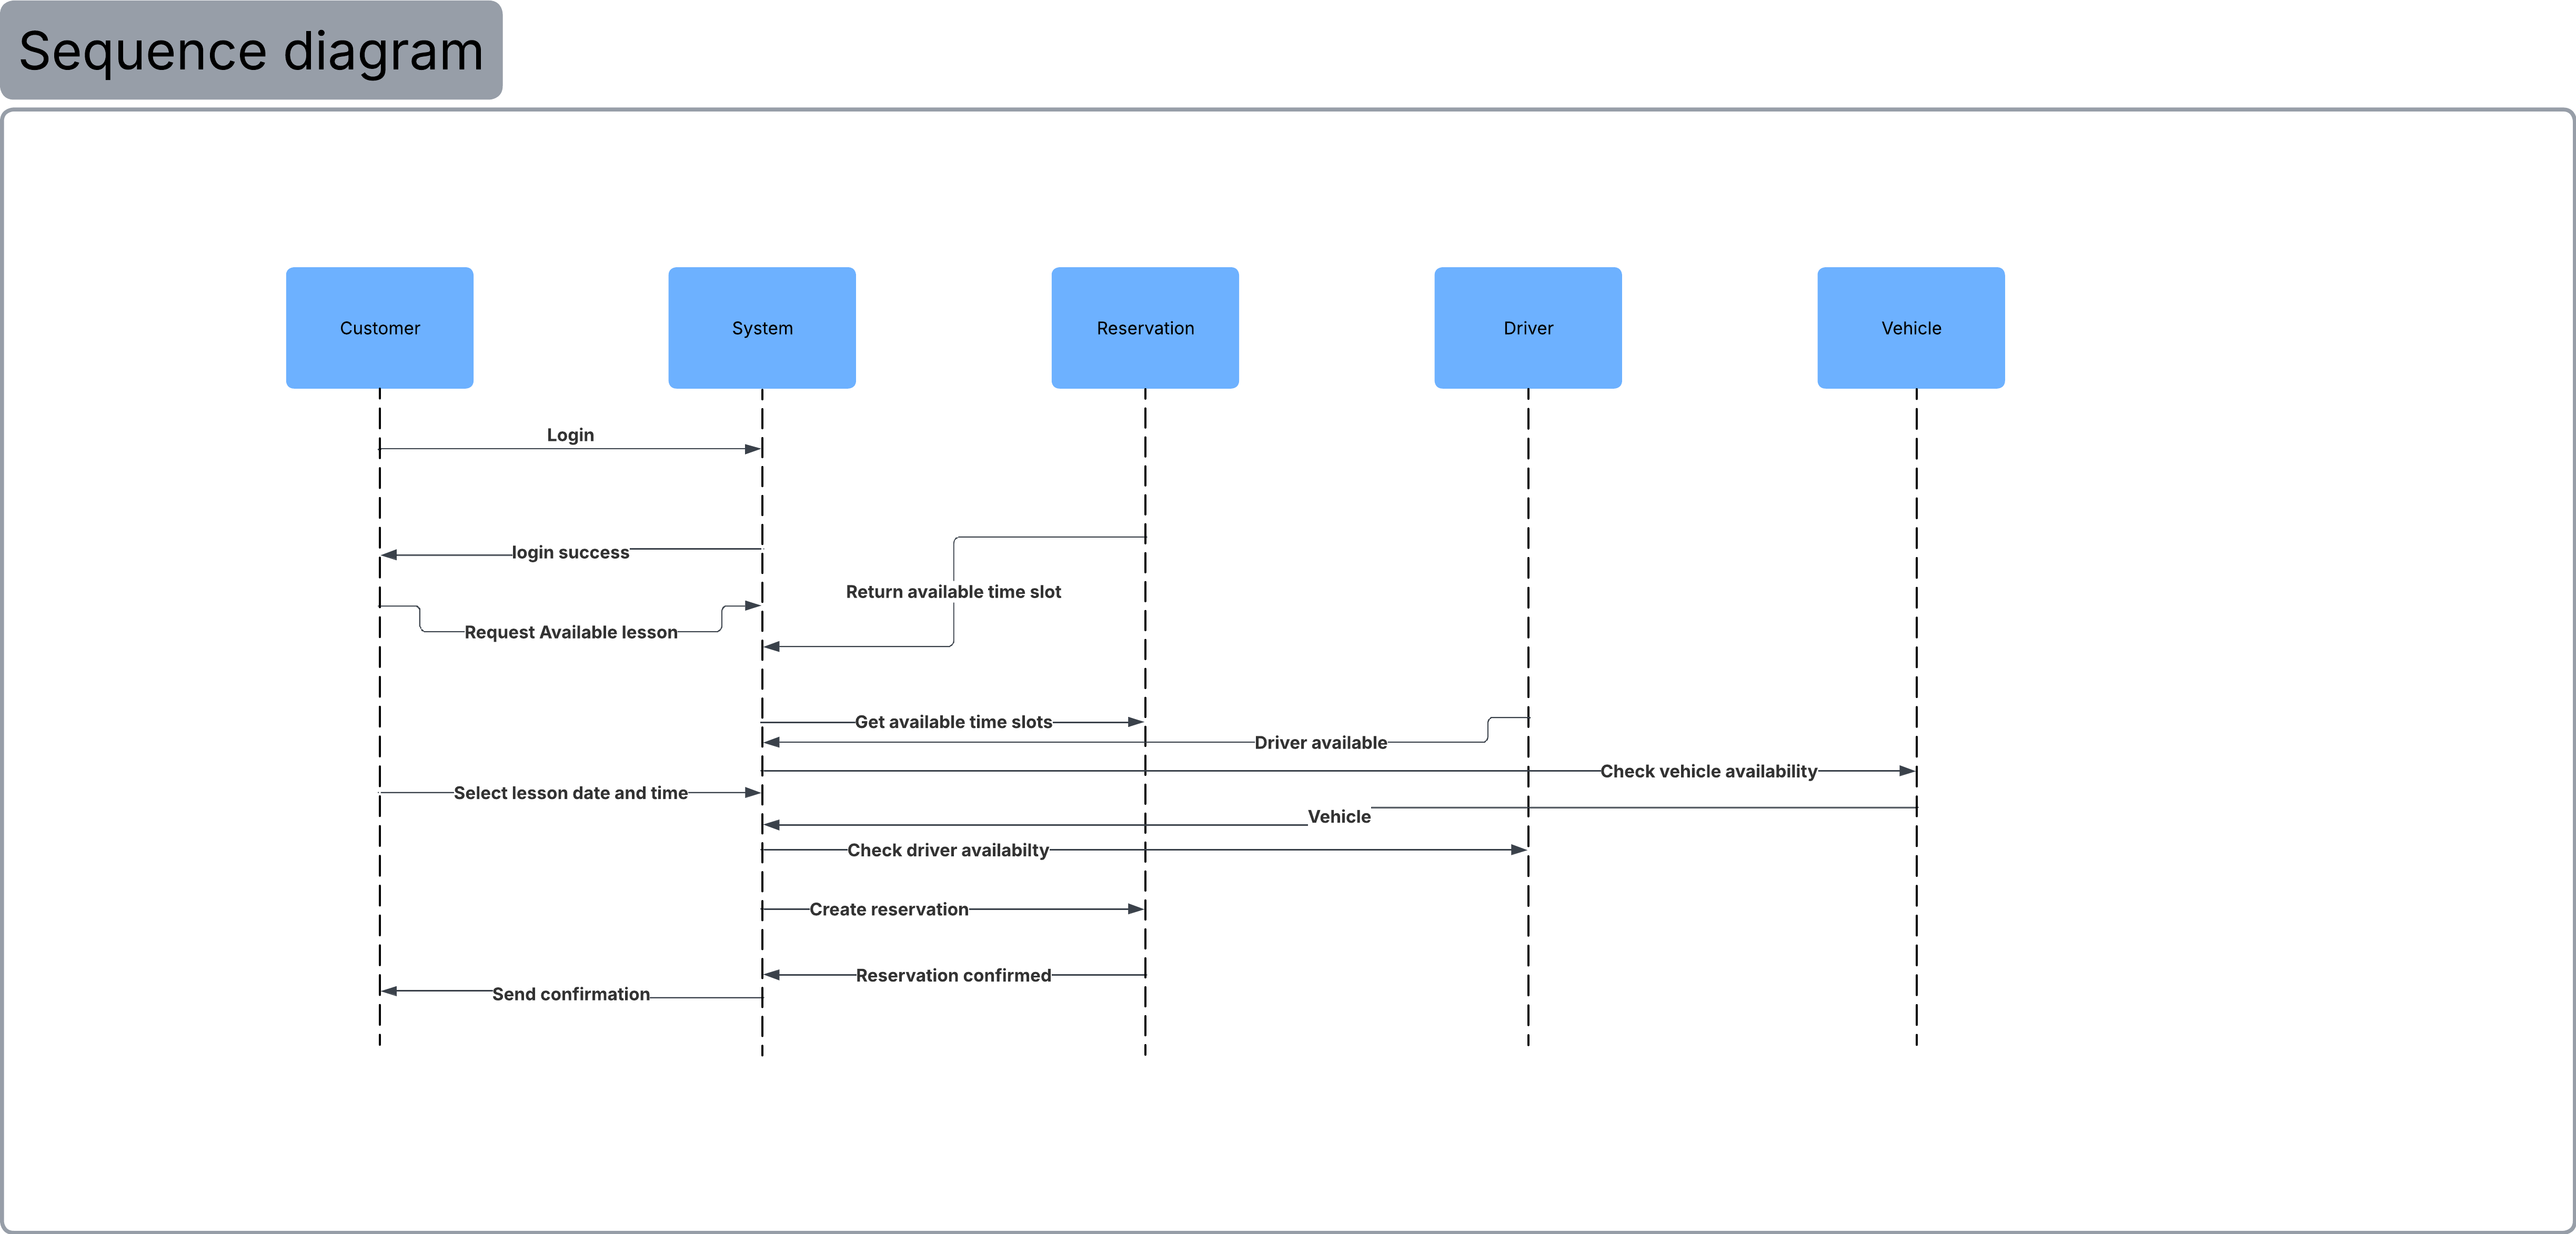 Sequence diagram
Customer
System
Reservation
Driver
Vehicle
Login
login success
Return available time slot
Request Available lesson
Get available time slots
Driver available
Check vehicle availability
Select lesson date and time
Vehicle
Check driver availabilty
Create reservation
Reservation confirmed
Send confirmation